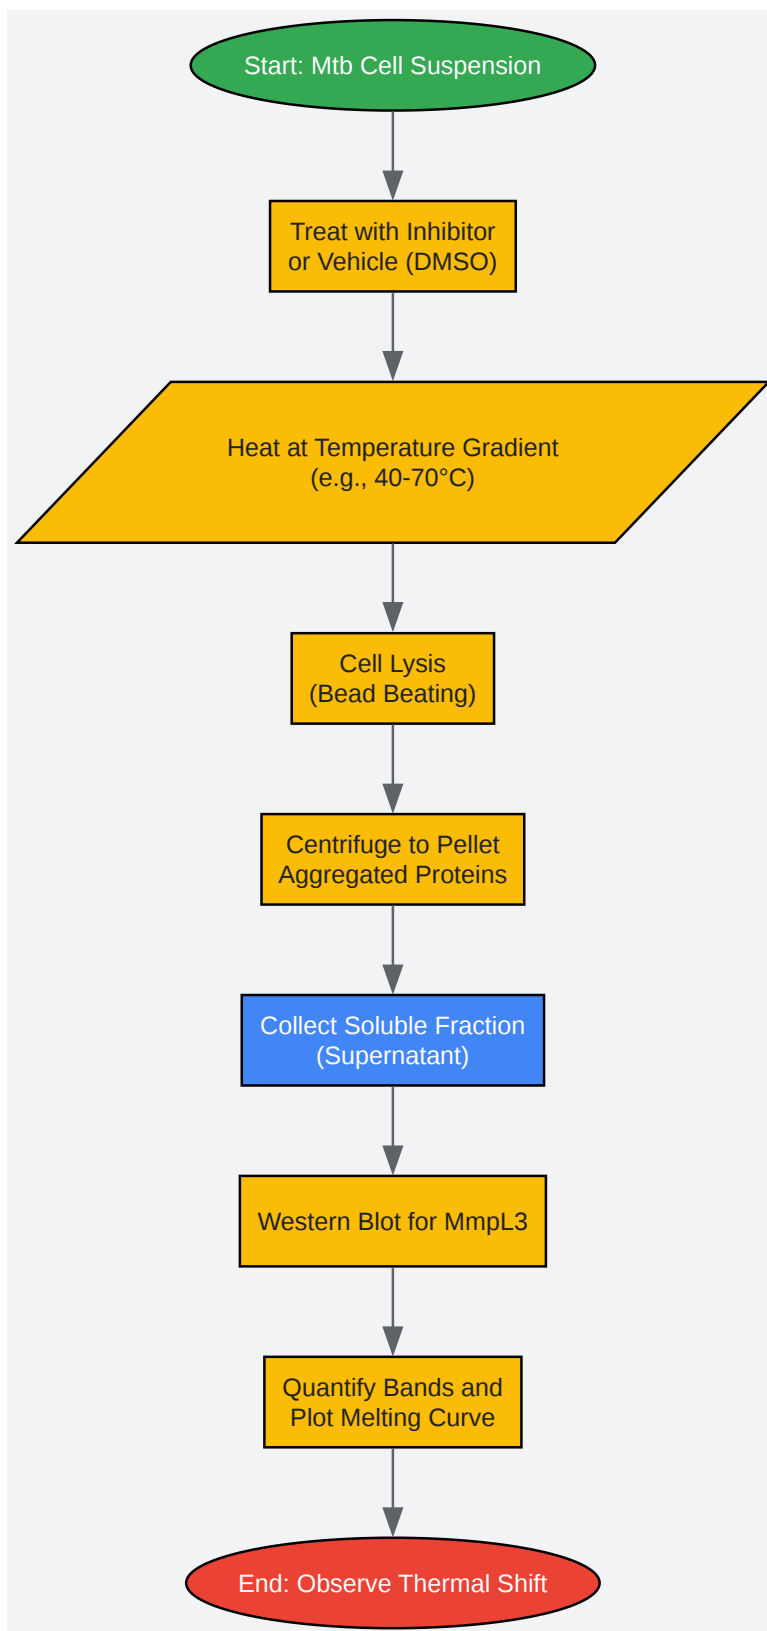 Start: Mtb Cell Suspension
Treat with Inhibitor
or Vehicle (DMSO)
Heat at Temperature Gradient
(e.g., 40-70°C)
Cell Lysis
(Bead Beating)
Centrifuge to Pellet
Aggregated Proteins
Collect Soluble Fraction
(Supernatant)
Western Blot for MmpL3
Quantify Bands and
Plot Melting Curve
End: Observe Thermal Shift